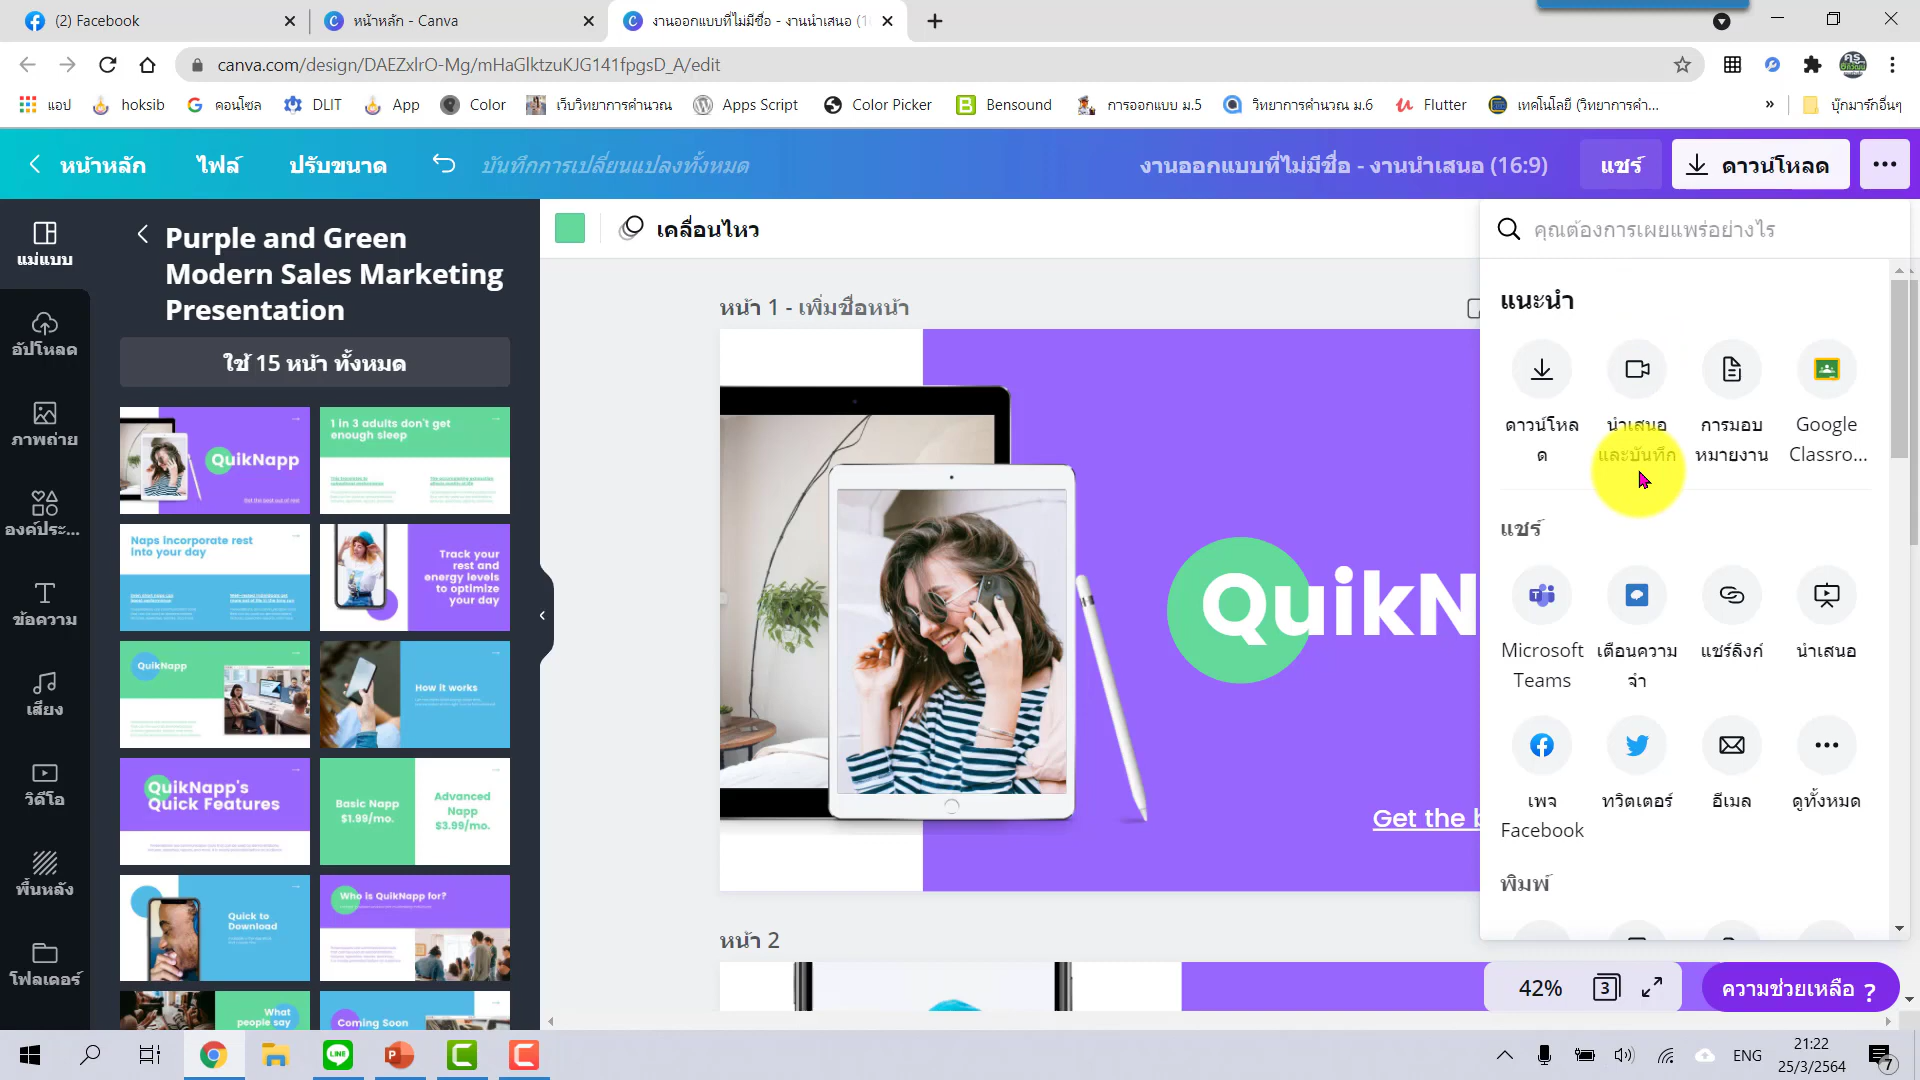 (2) Facebook
หน้าหลัก - Canva
งานออกแบบที่ไม่มีชื่อ - งานนำเสนอ (1
canva.com/design/DAEZxlrO-Mg/mHaGlktzuKJG141fpgsD_A/edit
แอป
hoksib
คอนโซล
DLIT
App
Color
เว็บวิทยาการคำนวณ
Apps Script
Color Picker
Bensound
การออกแบบ ม.5
วิทยาการคำนวณ ม.6
Flutter
เทคโนโลยี (วิทยาการคำ...
»
บุ๊กมาร์กอื่นๆ
หน้าหลัก
ไฟล์
ปรับขนาด
บันทึกการเปลี่ยนแปลงทั้งหมด
งานออกแบบที่ไม่มีชื่อ - งานนำเสนอ (16:9)
แชร์
ดาวน์โหลด
แม่แบบ
อัปโหลด
ภาพถ่าย
องค์ประ...
ข้อความ
เสียง
วิดีโอ
พื้นหลัง
โฟลเดอร์
Purple and Green
Modern Sales Marketing
Presentation
ใช้ 15 หน้า ทั้งหมด
QuikNapp
Get the best out of rest
1 in 3 adults don't get
enough sleep
Naps incorporate rest
into your day
Track your
rest and
energy levels
to optimize
your day
QuikNapp
How it works
QuikNapp's
Quick Features
Basic Napp
$1.99/mo.
Advanced
Napp
$3.99/mo.
Quick to
Download
Who is QuikNapp for?
What
people say
Coming Soon
เคลื่อนไหว
หน้า 1 - เพิ่มชื่อหน้า
QuikN
Get the b
หน้า 2
คุณต้องการเผยแพร่อย่างไร
แนะนำ
ดาวน์โหล
ด
นำเสนอ
และบันทึก
การมอบ
หมายงาน
Google
Classro...
แชร์
Microsoft
Teams
เตือนความ
จำ
แชร์ลิงก์
นำเสนอ
เพจ
Facebook
ทวิตเตอร์
อีเมล
ดูทั้งหมด
พิมพ์
42%
3
ความช่วยเหลือ ?
LINE
ENG
21:22
25/3/2564
7